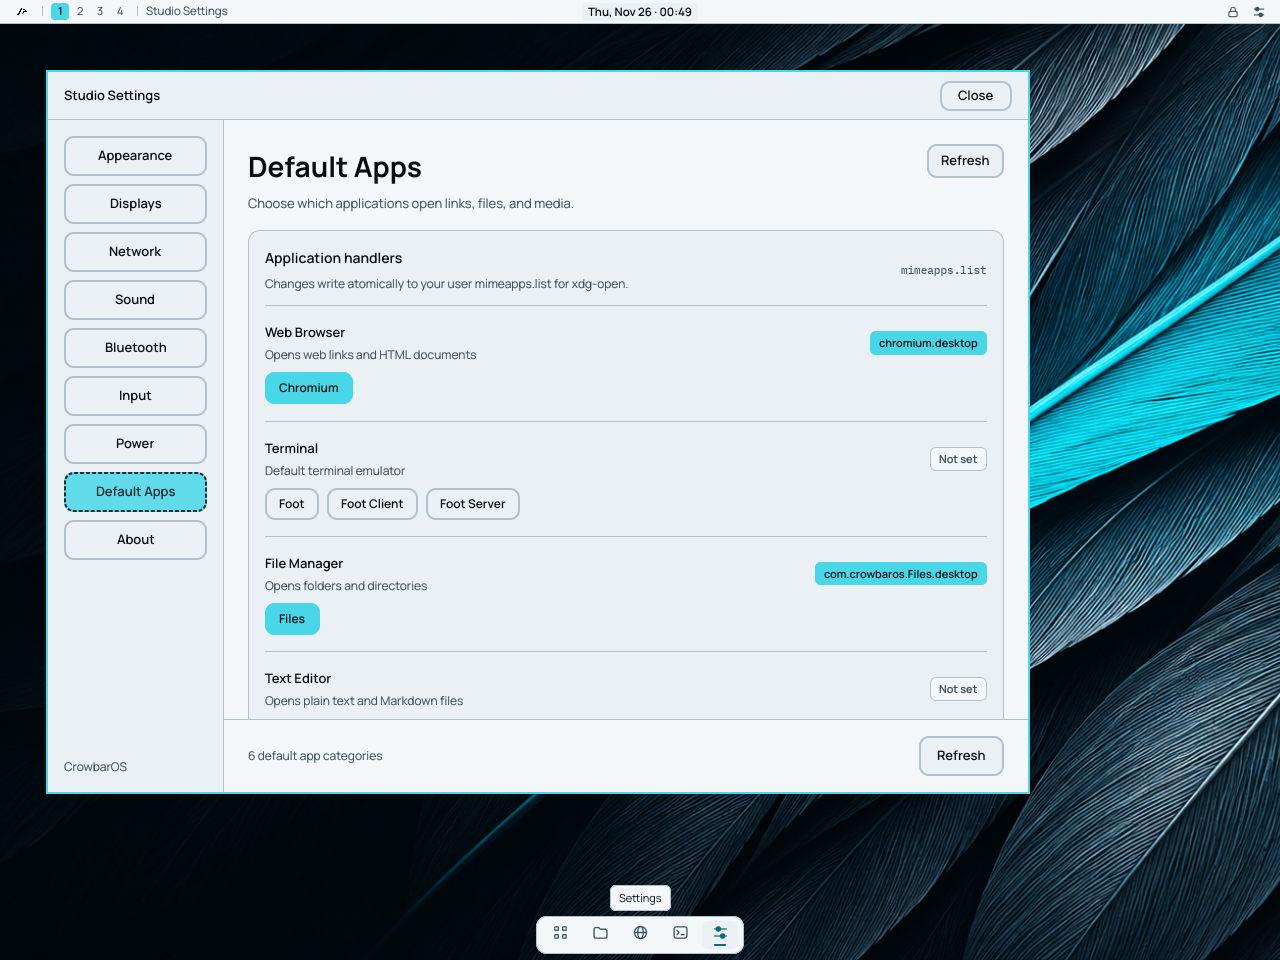 1 2 3 4 Studio Settings
Thu, Nov 26 · 00:49
Studio Settings
Close
Appearance
Displays
Network
Sound
Bluetooth
Input
Power
Default Apps
About
CrowbarOS
Default Apps
Refresh
Choose which applications open links, files, and media.
Application handlers
Changes write atomically to your user mimeapps.list for xdg-open.
mimeapps.list
Web Browser
Opens web links and HTML documents
chromium.desktop
Chromium
Terminal
Default terminal emulator
Not set
Foot Foot Client Foot Server
File Manager
Opens folders and directories
com.crowbaros.Files.desktop
Files
Text Editor
Opens plain text and Markdown files
Not set
6 default app categories
Refresh
Settings